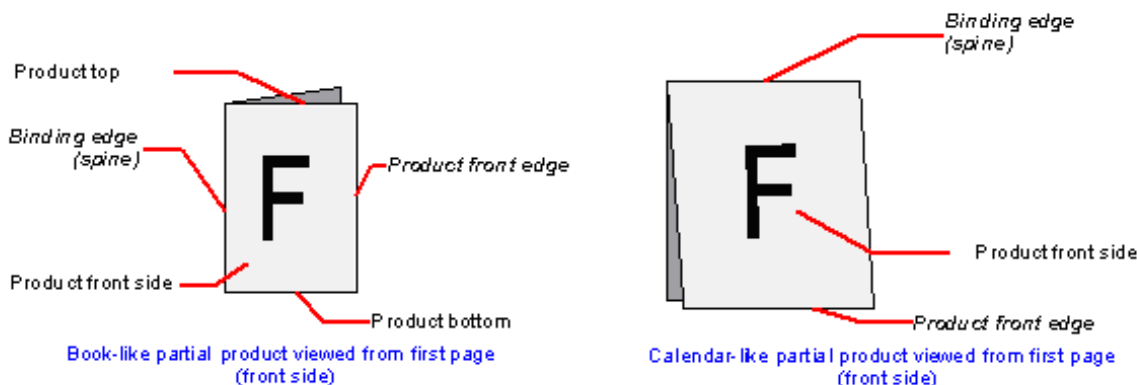 Product top
Binding edge
(spine)
F
Product front edge
Product front side
Product bottom
Book-like partial product viewed from first page
(front side)
Binding edge
(spine)
F
Product front side
Product front edge
Calendar-like partial product viewed from first page
(front side)